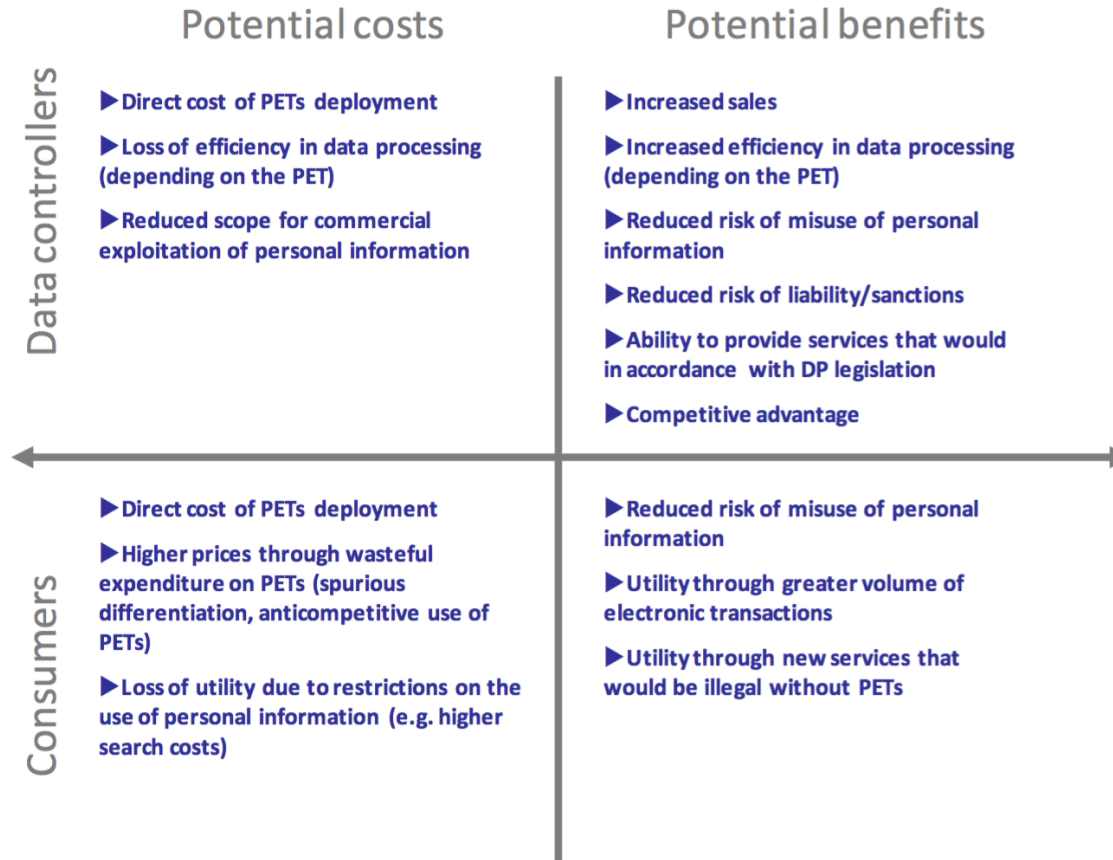 Potential costs
Potential benefits
Data controllers
▶Direct cost of PETs deployment
▶Loss of efficiency in data processing
(depending on the PET)
▶Reduced scope for commercial
exploitation of personal information
▶Increased sales
▶Increased efficiency in data processing
(depending on the PET)
▶Reduced risk of misuse of personal
information
▶Reduced risk of liability/sanctions
▶Ability to provide services that would
in accordance with DP legislation
▶Competitive advantage
Consumers
▶Direct cost of PETs deployment
▶Higher prices through wasteful
expenditure on PETs (spurious
differentiation, anticompetitive use of
PETs)
▶Loss of utility due to restrictions on the
use of personal information (e.g. higher
search costs)
▶Reduced risk of misuse of personal
information
▶Utility through greater volume of
electronic transactions
▶Utility through new services that
would be illegal without PETs